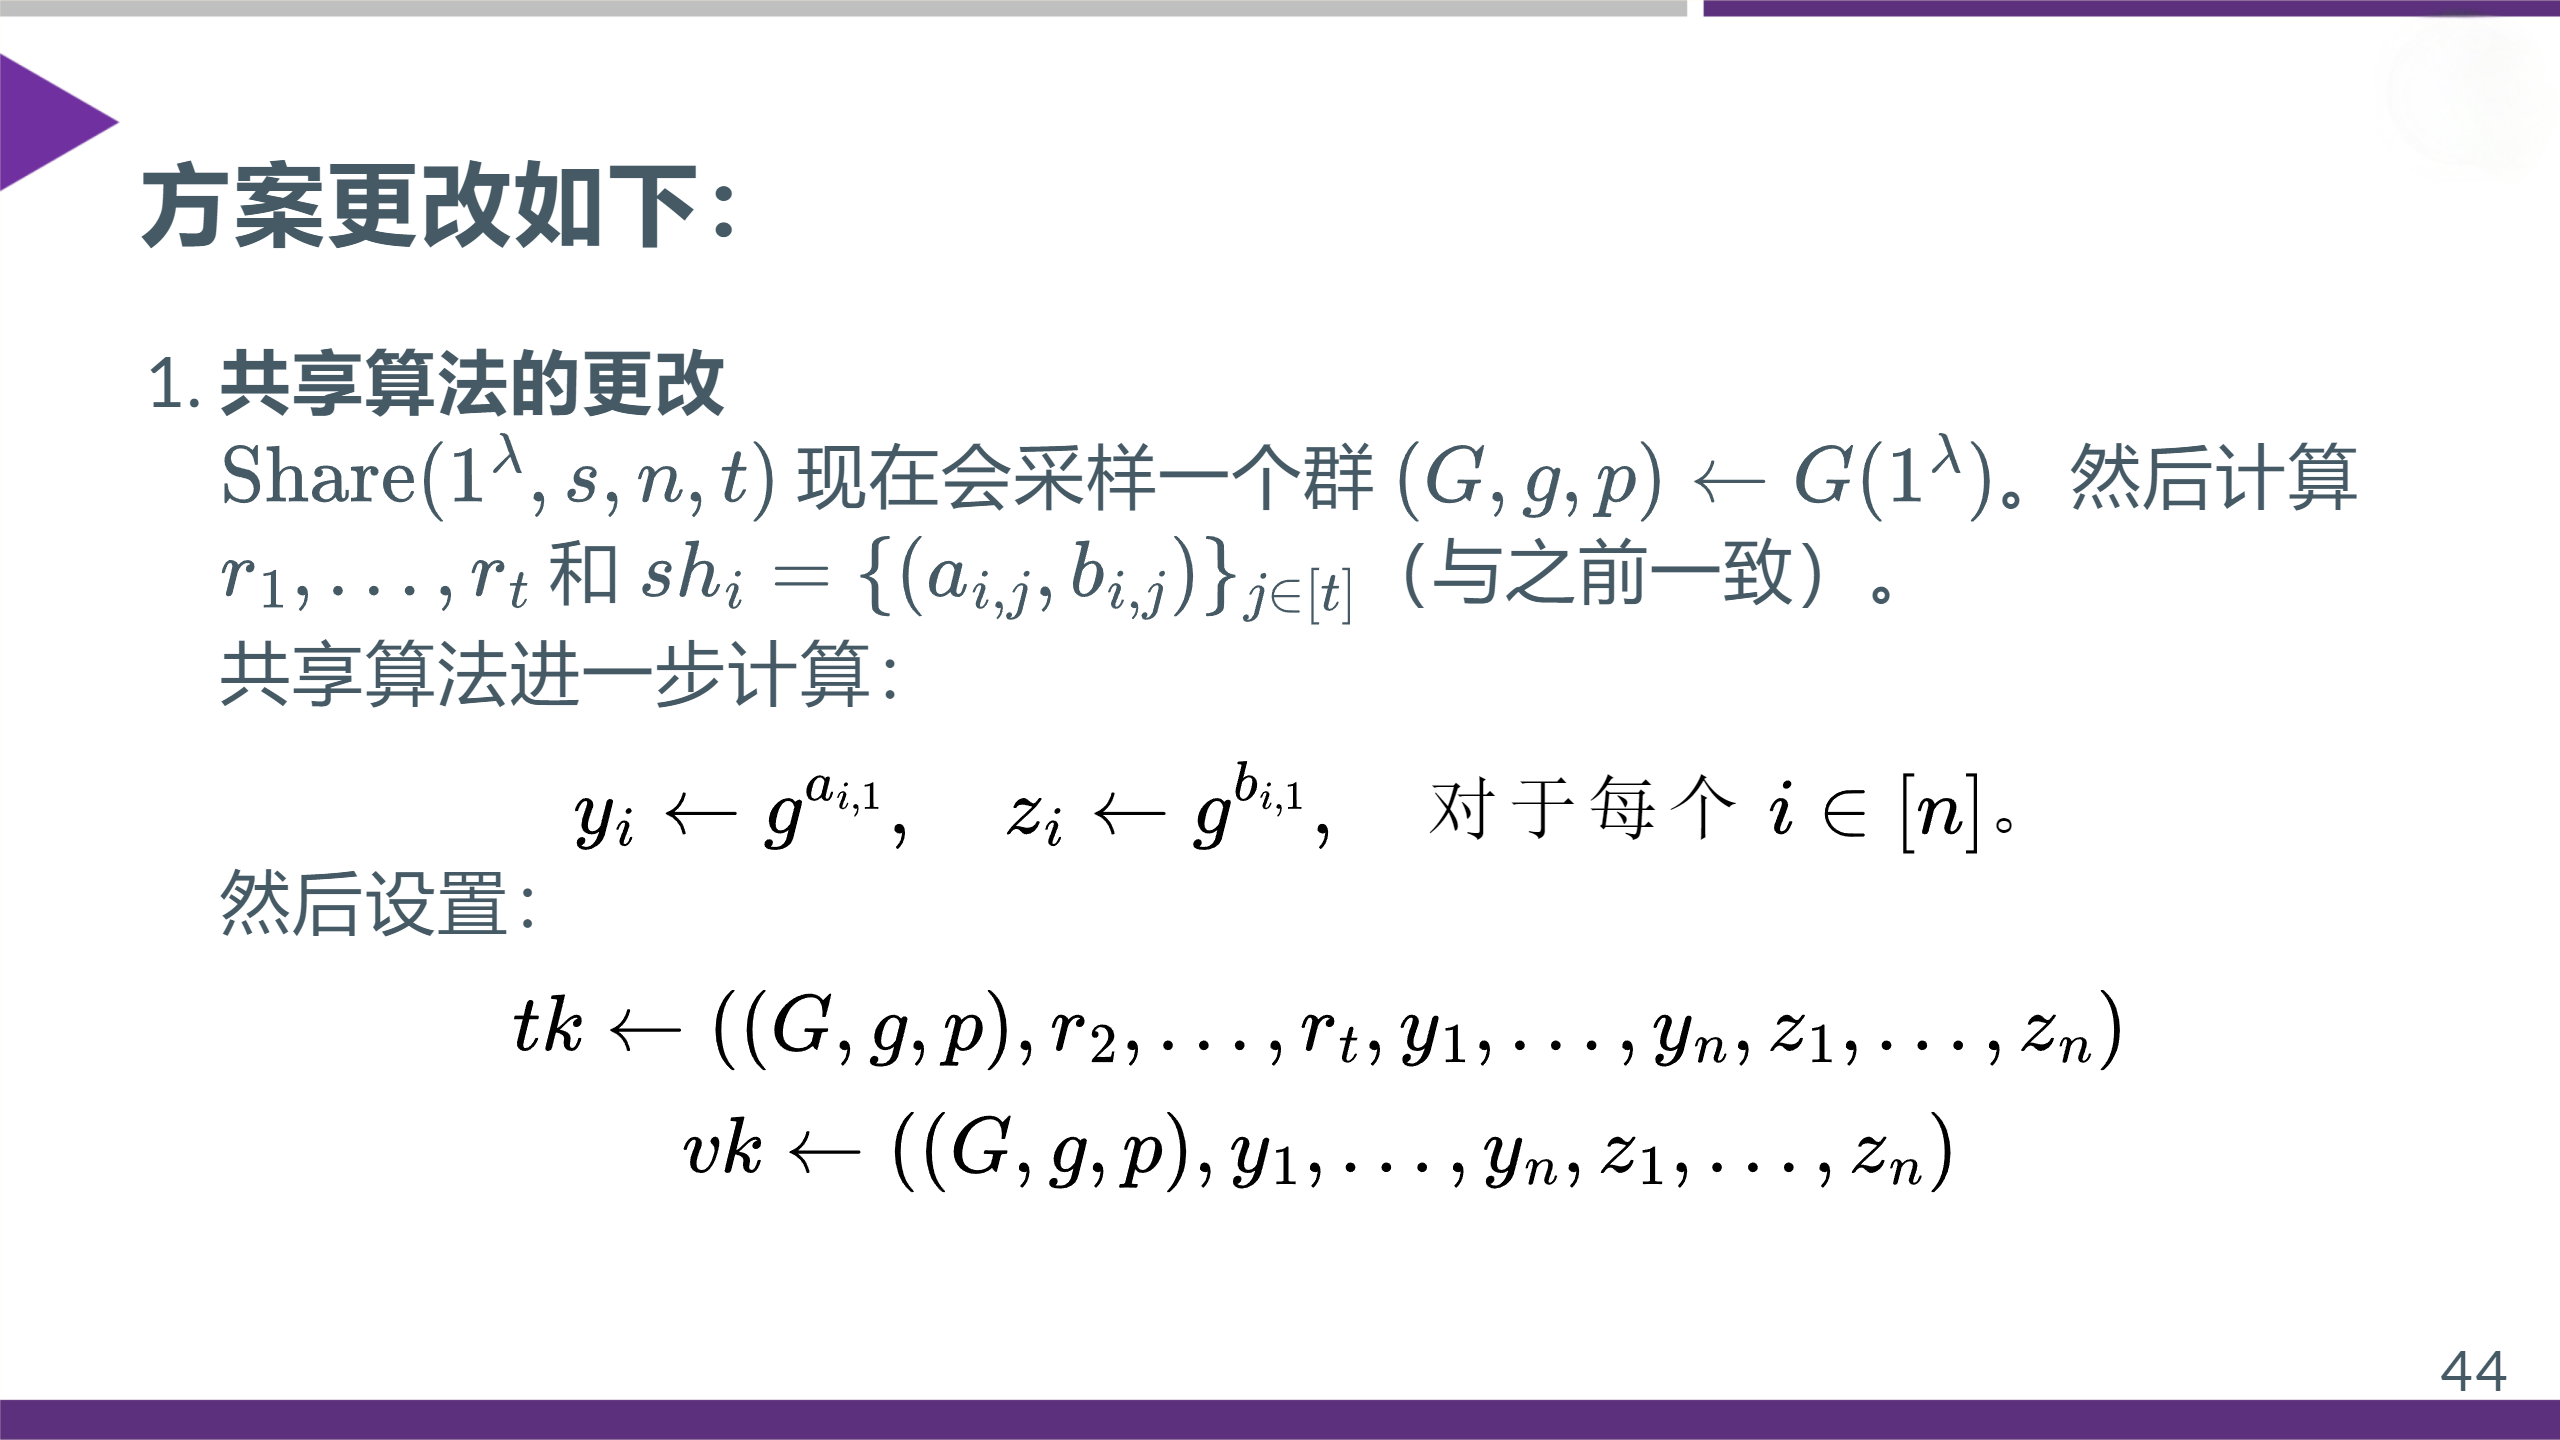 方案更改如下：
1. 共享算法的更改
Share(1^λ, s, n, t) 现在会采样一个群 (G, g, p) ← G(1^λ)。然后计算
r_1, . . . , r_t 和 sh_i = {(a_{i,j}, b_{i,j})}_{j∈[t]}（与之前一致）。
共享算法进一步计算：
y_i ← g^{a_{i,1}}, z_i ← g^{b_{i,1}}, 对于每个 i ∈ [n]。
然后设置：
tk ← ((G, g, p), r_2, . . . , r_t, y_1, . . . , y_n, z_1, . . . , z_n)
vk ← ((G, g, p), y_1, . . . , y_n, z_1, . . . , z_n)
44